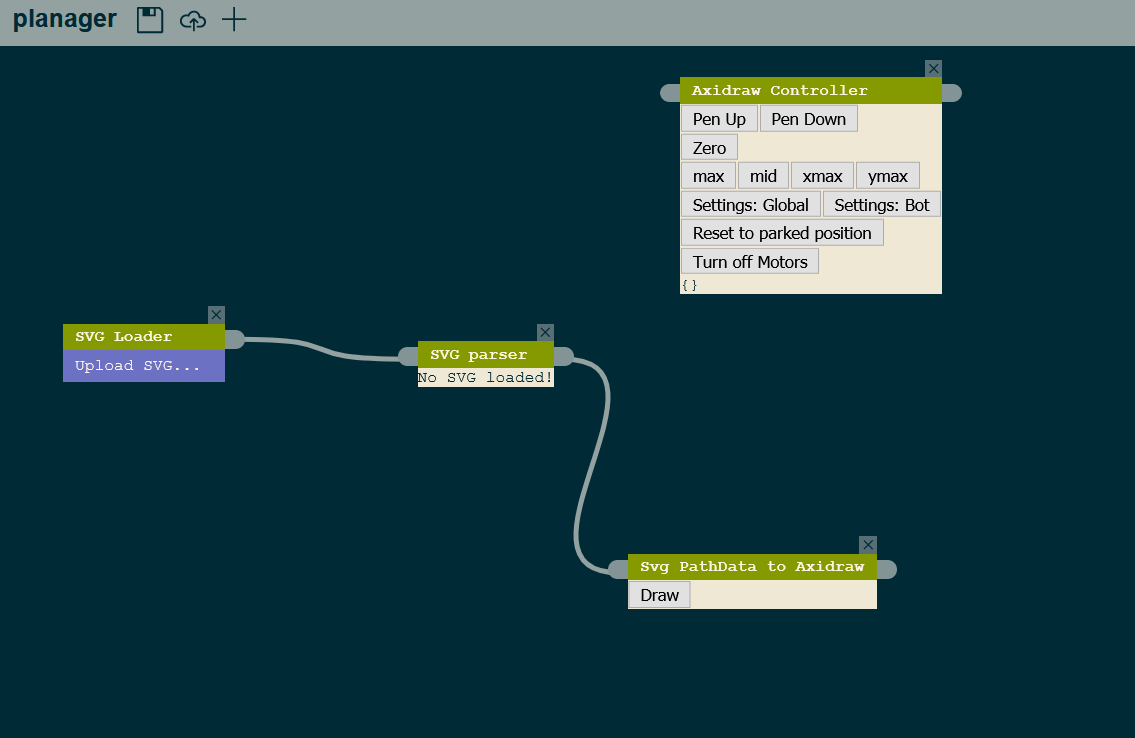 planager
Axidraw Controller
Pen Up Pen Down
Zero
max mid xmax ymax
Settings: Global Settings: Bot
Reset to parked position
Turn off Motors
{}
SVG Loader
Upload SVG...
SVG parser
No SVG loaded!
Svg PathData to Axidraw
Draw